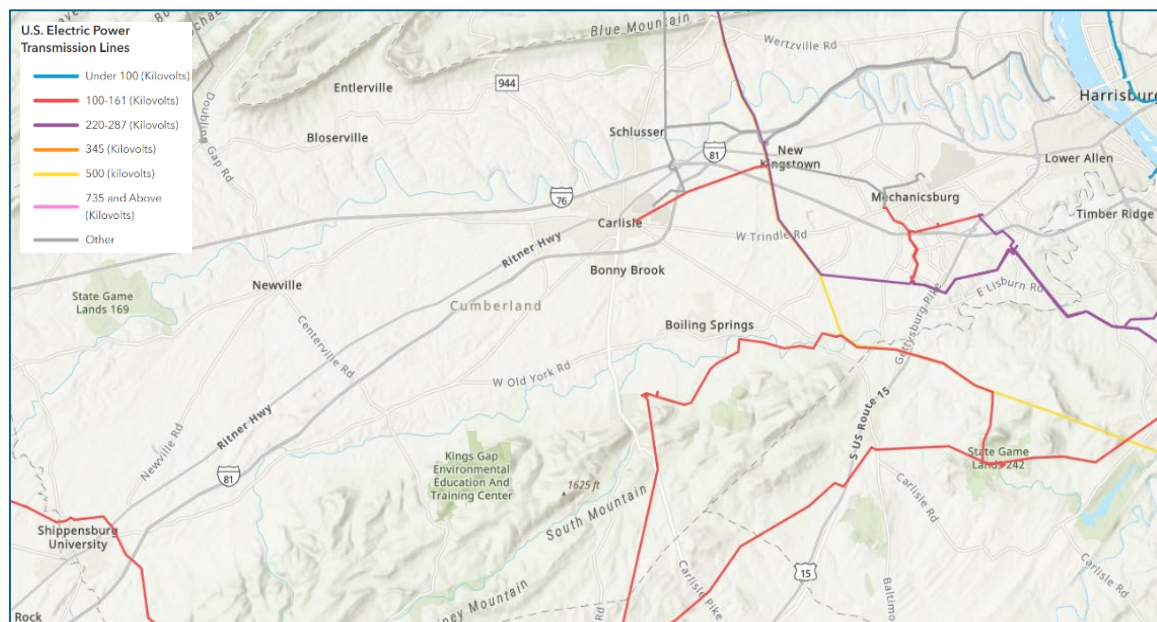 U.S. Electric Power
Transmission Lines
Under 100 (Kilovolts)
100-161 (Kilovolts)
220-287 (Kilovolts)
345 (Kilovolts)
500 (kilovolts)
735 and Above
(Kilovolts)
Other
Blue Mountain
Wertzville Rd
944
Entlerville
Doubling Gap Rd
Bloserville
Schlusser
Harrisburg
81
New
Kingstown
Lower Allen
76
Mechanicsburg
Carlisle
Timber Ridge
W Trindle Rd
Ritner Hwy
Bonny Brook
E Lisburn Rd
Newville
State Game
Lands 169
Cumberland
Gettysburg Pike
Boiling Springs
Centerville Rd
W Old York Rd
S US Route 15
Ritner Hwy
Newville Rd
Kings Gap
Environmental
Education And
Training Center
State Game
Lands 242
81
1625 ft
Carlisle Rd
South Mountain
Shippensburg
University
15
Carlisle Pike
Carlisle Rd
Baltimo
ney Mountain
Rd
Rock